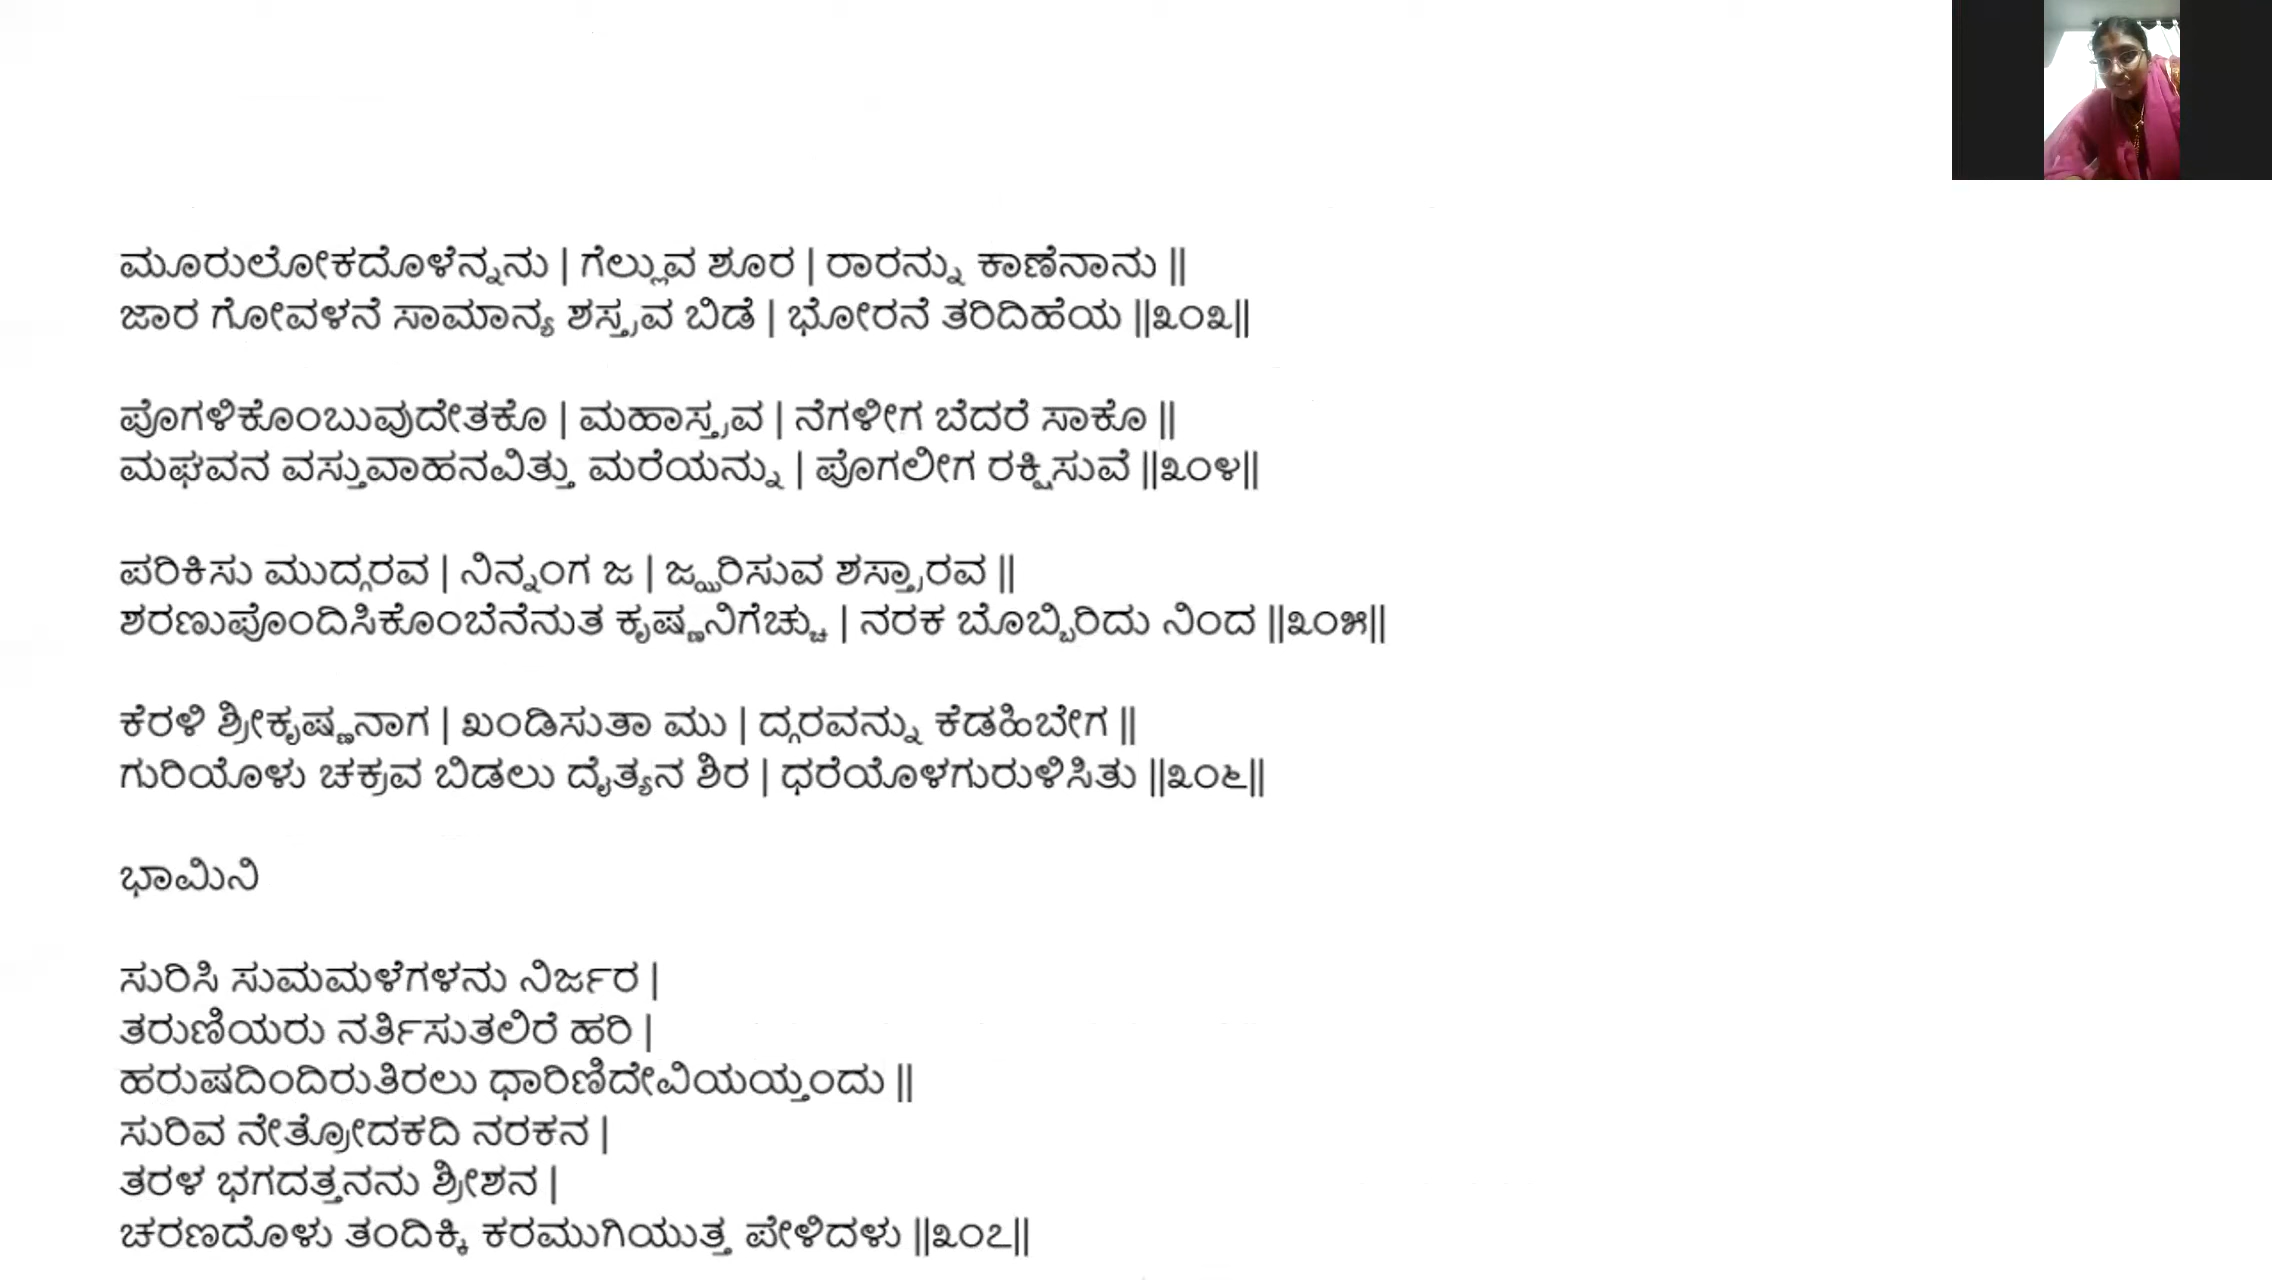 ಮೂರುಲೋಕದೊಳೆನ್ನನು | ಗೆಲ್ಲುವ ಶೂರ | ರಾರನ್ನು ಕಾಣೆನಾನು ||
ಜಾರ ಗೋವಳನೆ ಸಾಮಾನ್ಯ ಶಸ್ತ್ರವ ಬಿಡೆ | ಭೋರನೆ ತರಿದಿಹೆಯ ||೩೦೩||
ಪೊಗಳಿಕೊಂಬುವುದೇತಕೊ | ಮಹಾಸ್ತ್ರವ | ನೆಗಳೀಗ ಬೆದರೆ ಸಾಕೊ ||
ಮಘವನ ವಸ್ತುವಾಹನವಿತ್ತು ಮರೆಯನ್ನು | ಪೊಗಲೀಗ ರಕ್ಷಿಸುವೆ ||೩೦೪||
ಪರಿಕಿಸು ಮುದ್ಗರವ | ನಿನ್ನಂಗ ಜ | ಜ್ಝರಿಸುವ ಶಸ್ತ್ರಾರವ ||
ಶರಣುಪೊಂದಿಸಿಕೊಂಬೆನೆನುತ ಕೃಷ್ಣನಿಗೆಚ್ಚು | ನರಕ ಬೊಬ್ಬಿರಿದು ನಿಂದ ||೩೦೫||
ಕೆರಳಿ ಶ್ರೀಕೃಷ್ಣನಾಗ | ಖಂಡಿಸುತಾ ಮು | ದ್ಗರವನ್ನು ಕೆಡಹಿಬೇಗ ||
ಗುರಿಯೊಳು ಚಕ್ರವ ಬಿಡಲು ದೈತ್ಯನ ಶಿರ | ಧರೆಯೊಳಗುರುಳಿಸಿತು ||೩೦೬||
ಭಾಮಿನಿ
ಸುರಿಸಿ ಸುಮಮಳೆಗಳನು ನಿರ್ಜರ |
ತರುಣಿಯರು ನರ್ತಿಸುತಲಿರೆ ಹರಿ |
ಹರುಷದಿಂದಿರುತಿರಲು ಧಾರಿಣಿದೇವಿಯಯ್ತಂದು ||
ಸುರಿವ ನೇತ್ರೋದಕದಿ ನರಕನ |
ತರಳ ಭಗದತ್ತನನು ಶ್ರೀಶನ |
ಚರಣದೊಳು ತಂದಿಕ್ಕಿ ಕರಮುಗಿಯುತ್ತ ಪೇಳಿದಳು ||೩೦೭||